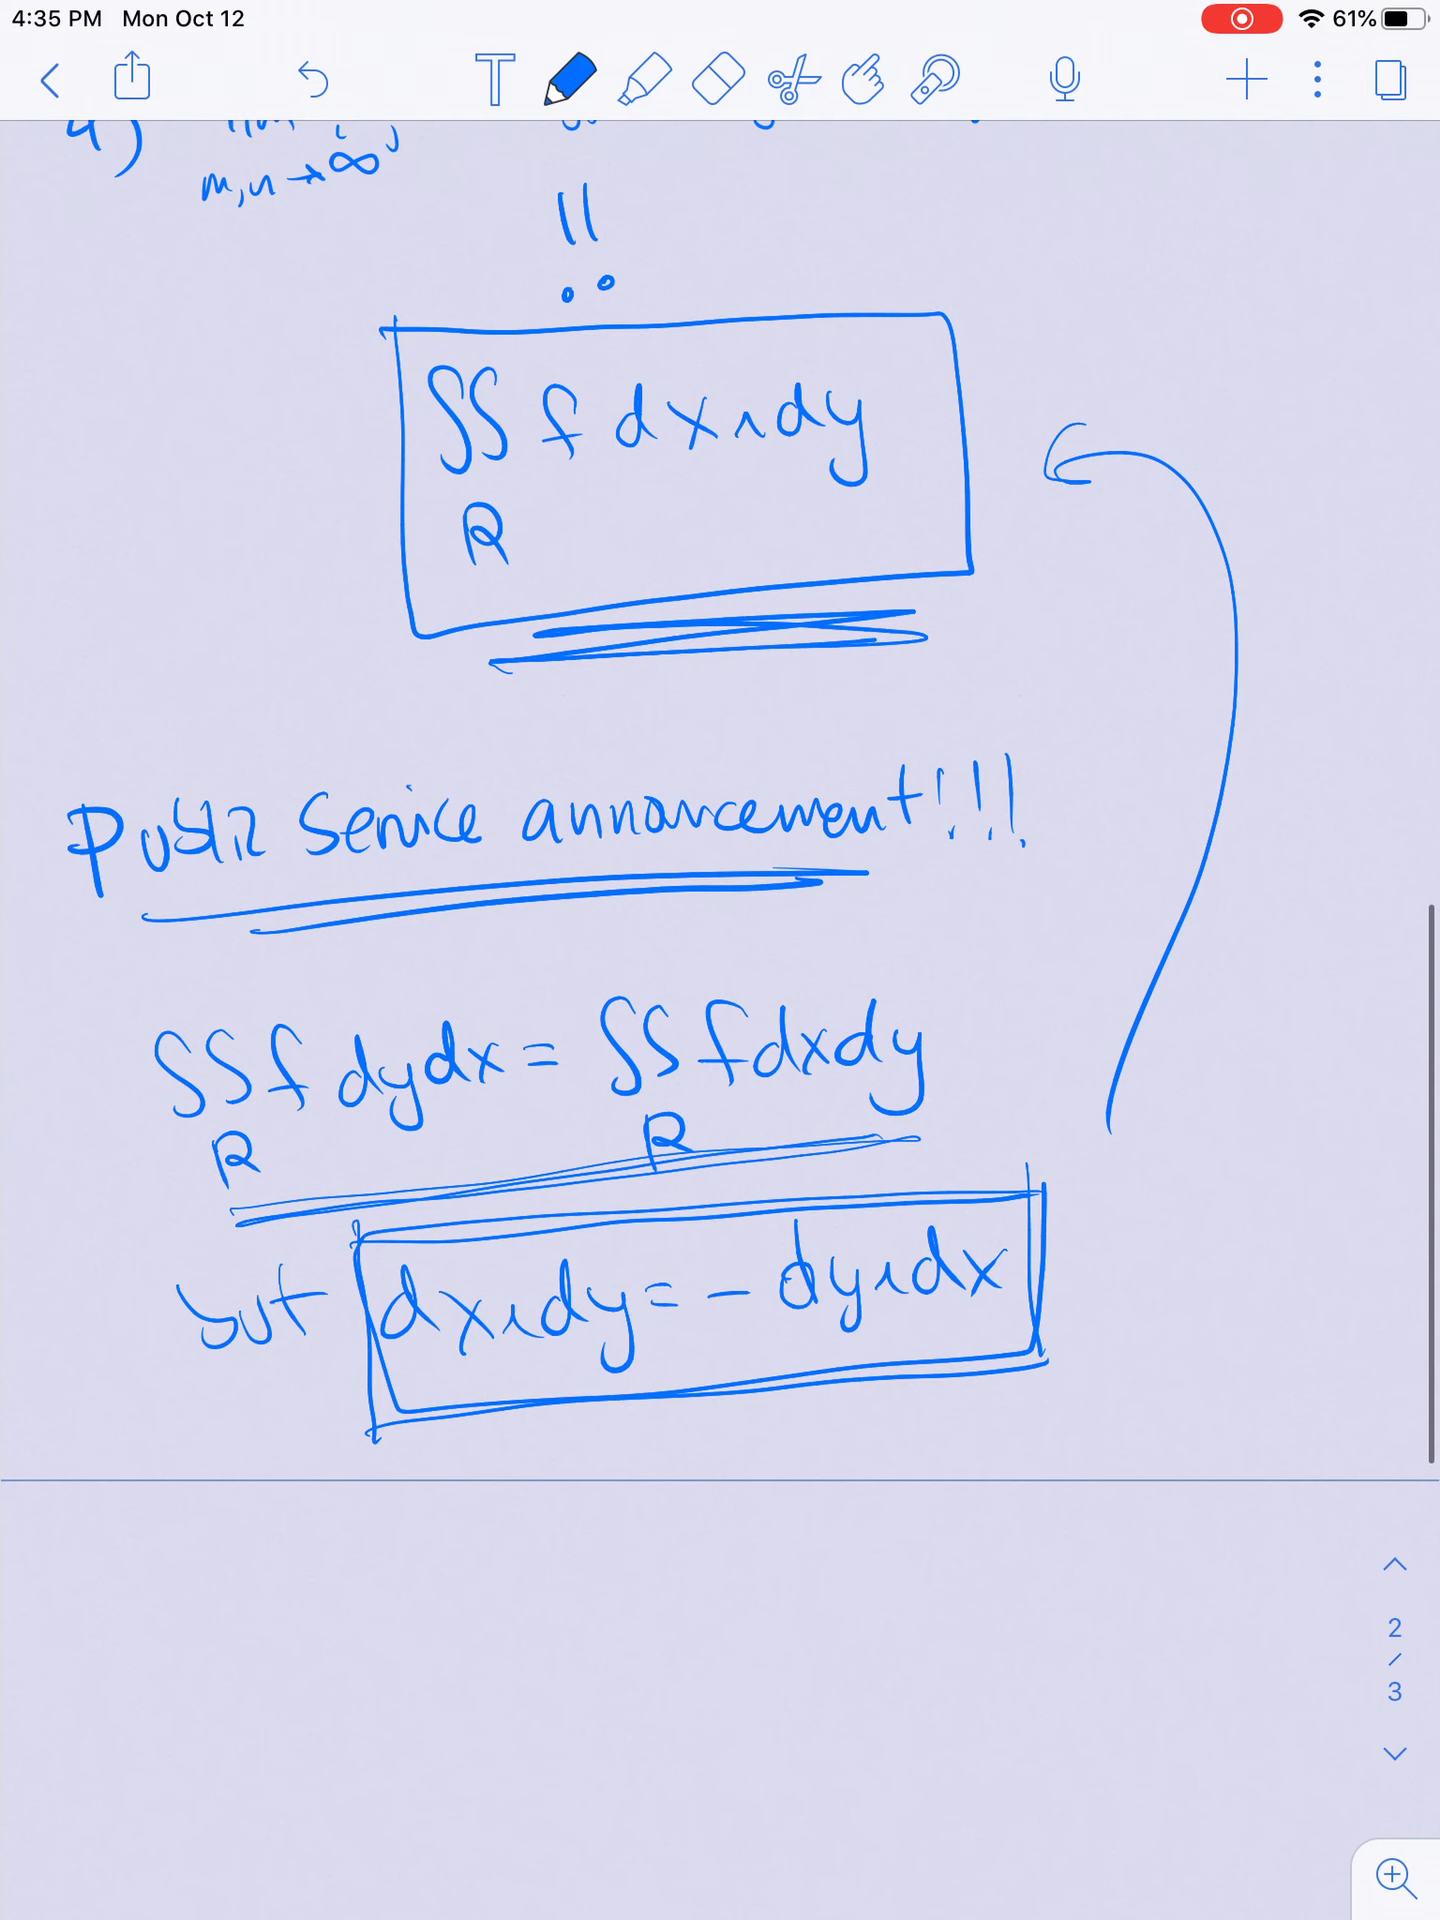 4:35 PM Mon Oct 12
61%
4)
m,n→∞
!!
∬ f dx∧dy
R
Public Service announcement!!!
∬ f dydx = ∬ f dxdy
R R
but dx∧dy = - dy∧dx
2
/
3